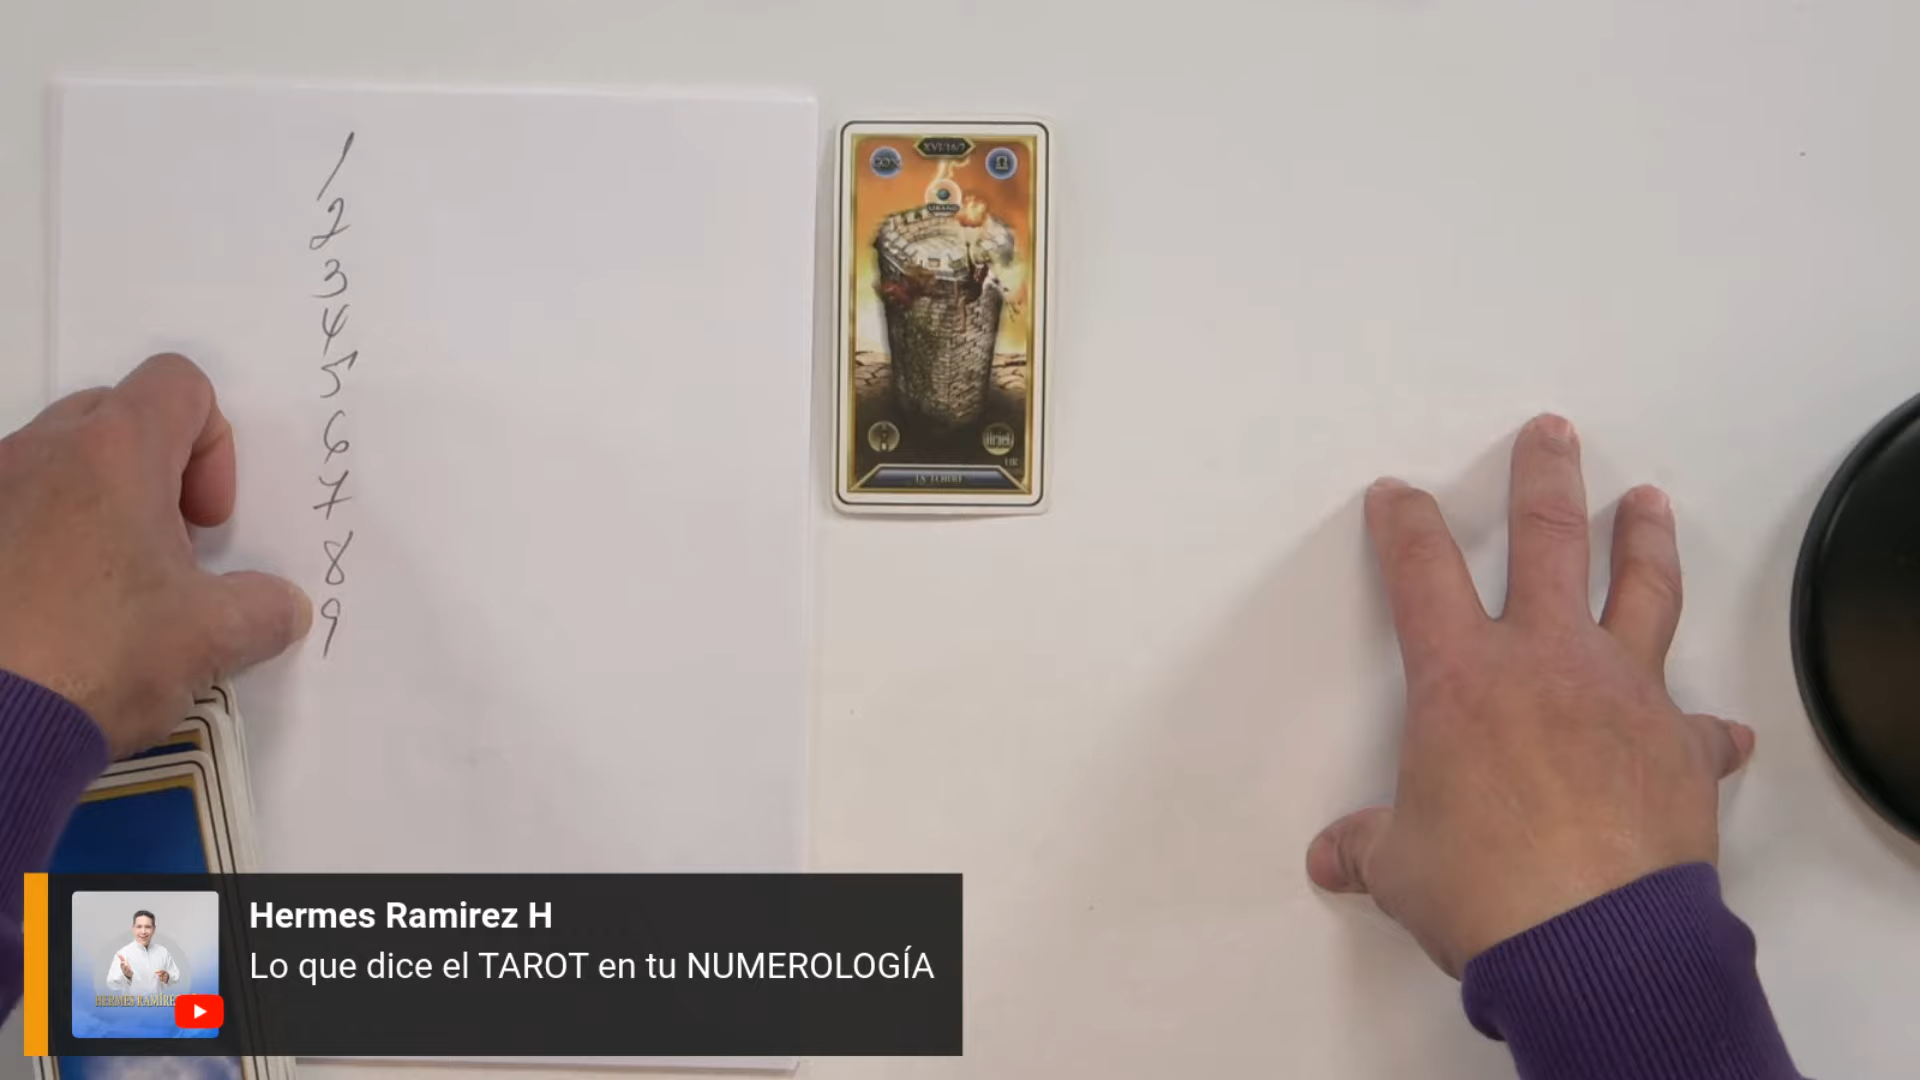 1
2
3
4
5
6
7
8
9
XVI/16/7
HR
LA TORRE
Hermes Ramirez H
Lo que dice el TAROT en tu NUMEROLOGÍA